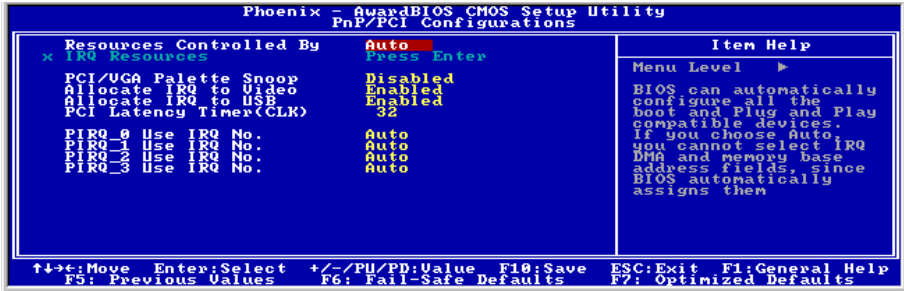 Phoenix - AwardBIOS CMOS Setup Utility
PnP/PCI Configurations
Resources Controlled By Auto
x IRQ Resources Press Enter
PCI/VGA Palette Snoop Disabled
Allocate IRQ to Video Enabled
Allocate IRQ to USB Enabled
PCI Latency Timer(CLK) 32
PIRQ_0 Use IRQ No. Auto
PIRQ_1 Use IRQ No. Auto
PIRQ_2 Use IRQ No. Auto
PIRQ_3 Use IRQ No. Auto
Item Help
Menu Level ►
BIOS can automatically
configure all the
boot and Plug and Play
compatible devices.
If you choose Auto,
you cannot select IRQ
DMA and memory base
address fields, since
BIOS automatically
assigns them
↑↓→←:Move Enter:Select +/-/PU/PD:Value F10:Save ESC:Exit F1:General Help
F5: Previous Values F6: Fail-Safe Defaults F7: Optimized Defaults